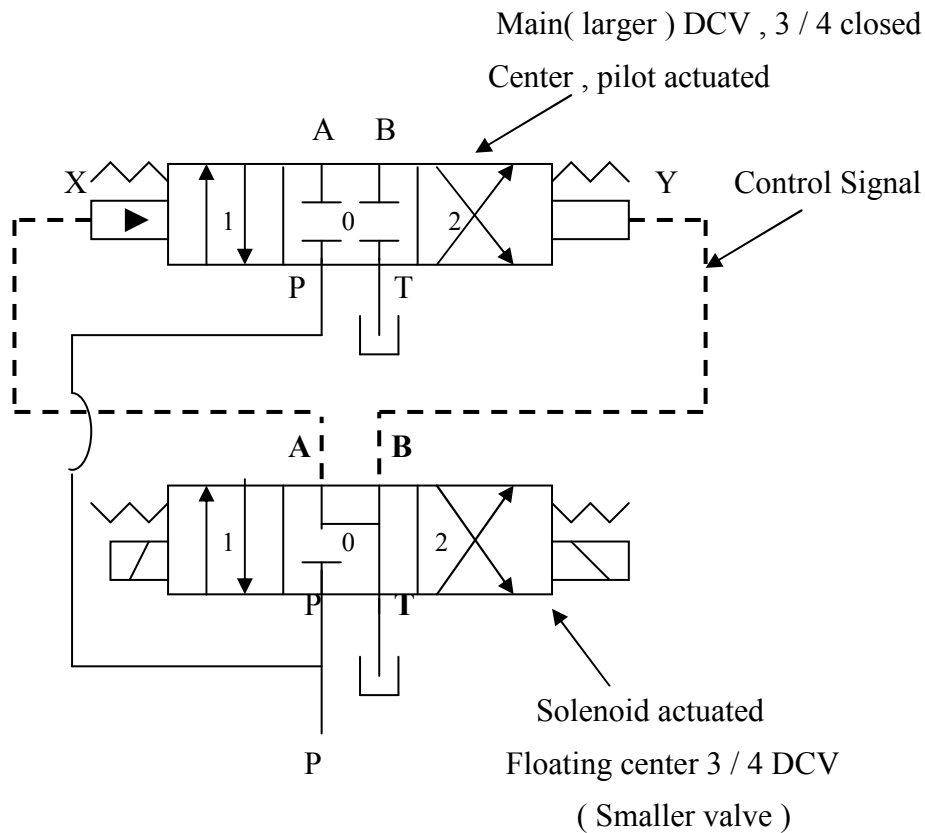 Main( larger ) DCV , 3 / 4 closed
Center , pilot actuated
A B
X Y Control Signal
1 0 2
P T
A B
1 0 2
P T
Solenoid actuated
P Floating center 3 / 4 DCV
( Smaller valve )